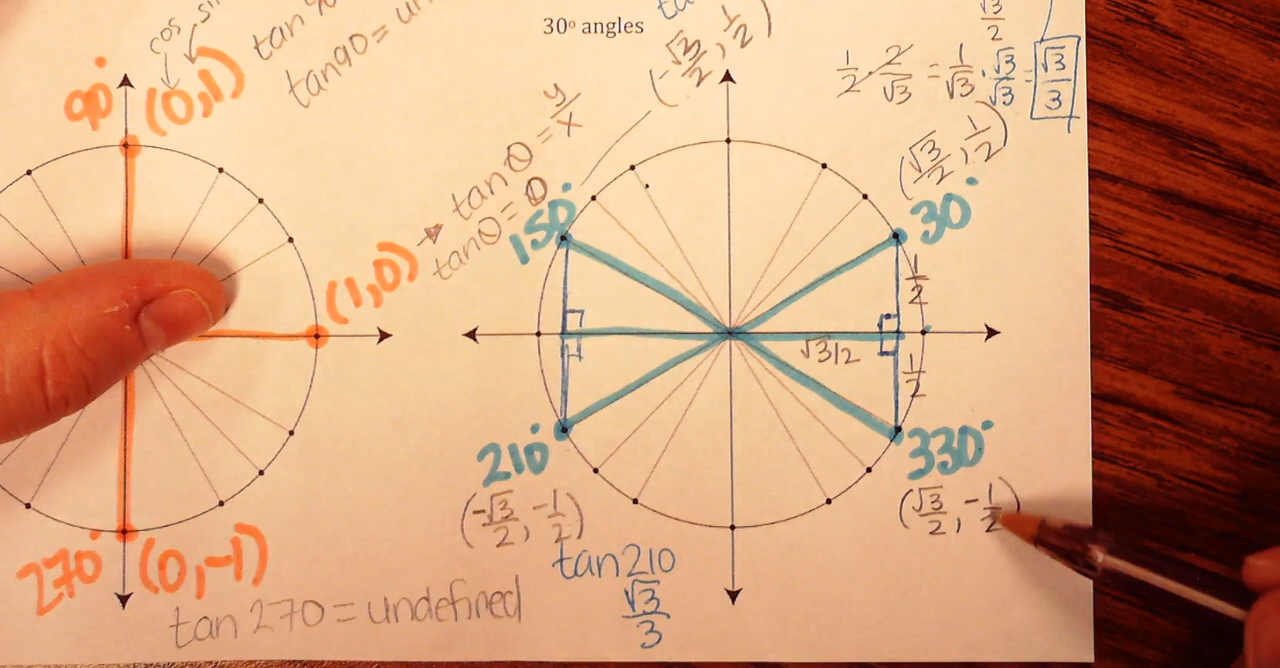 30° angles
cos sin
tan 90
tan90 = un
90° (0,1)
(1,0) → tanθ = y/x
tanθ = 0
270° (0,-1)
tan 270 = undefined
ta
(-√3/2, 1/2)
150°
√3/2
1/2 · 2/√3 = 1/√3 · √3/√3 = √3/3
(√3/2, 1/2)
30°
1/2
√3/2
1/2
210°
(-√3/2, -1/2)
tan210
√3/3
330°
(√3/2, -1/2)